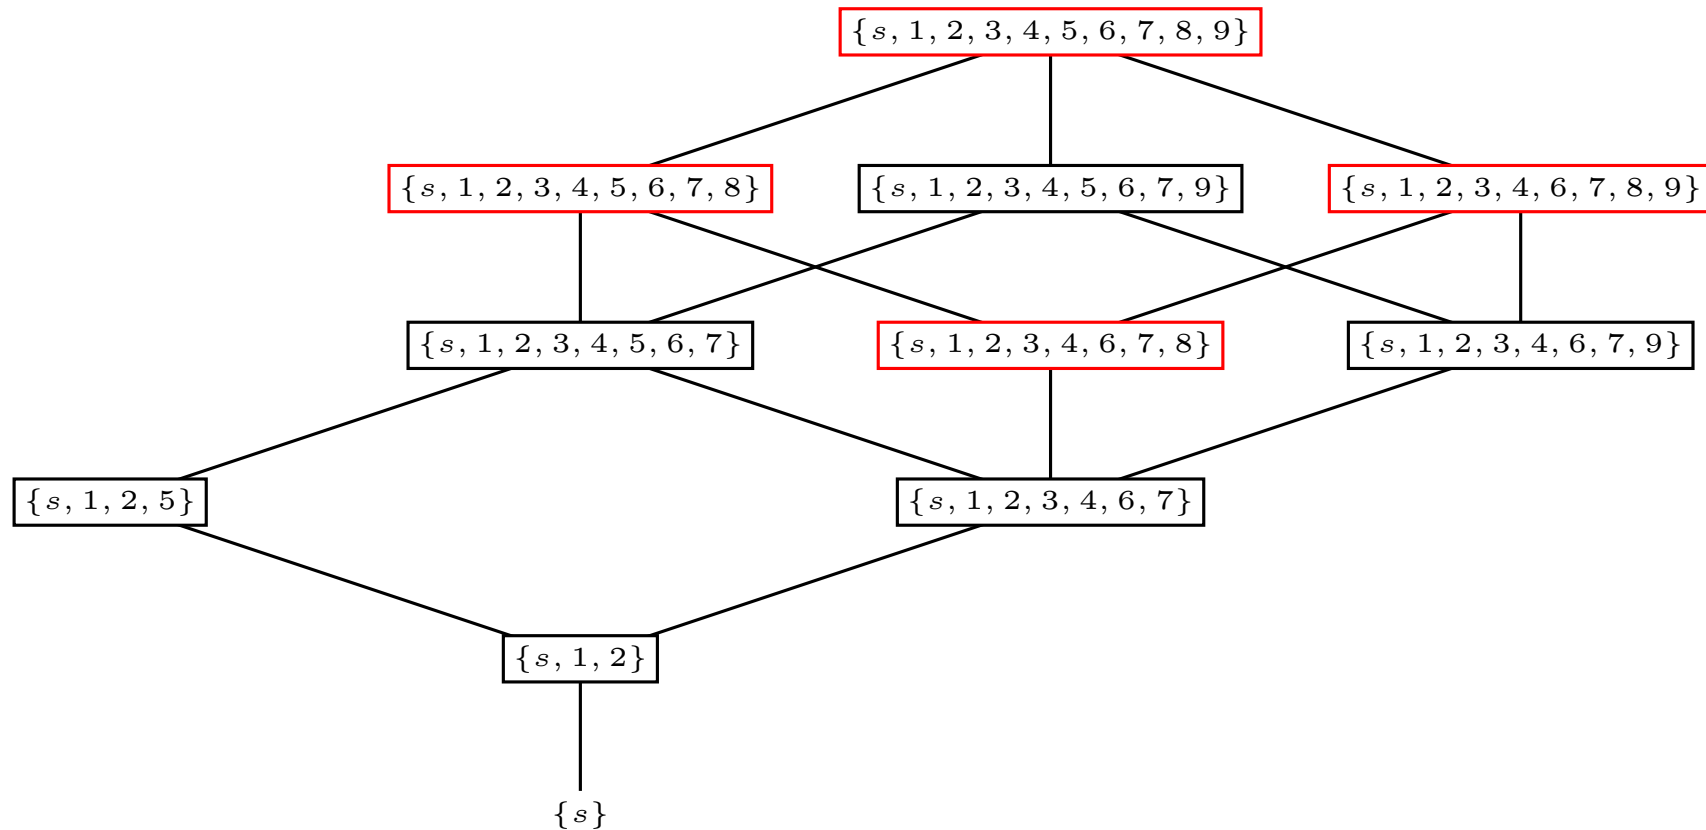 {s, 1, 2, 3, 4, 5, 6, 7, 8, 9}
{s, 1, 2, 3, 4, 5, 6, 7, 8}
{s, 1, 2, 3, 4, 5, 6, 7, 9}
{s, 1, 2, 3, 4, 6, 7, 8, 9}
{s, 1, 2, 3, 4, 5, 6, 7}
{s, 1, 2, 3, 4, 6, 7, 8}
{s, 1, 2, 3, 4, 6, 7, 9}
{s, 1, 2, 5}
{s, 1, 2, 3, 4, 6, 7}
{s, 1, 2}
{s}